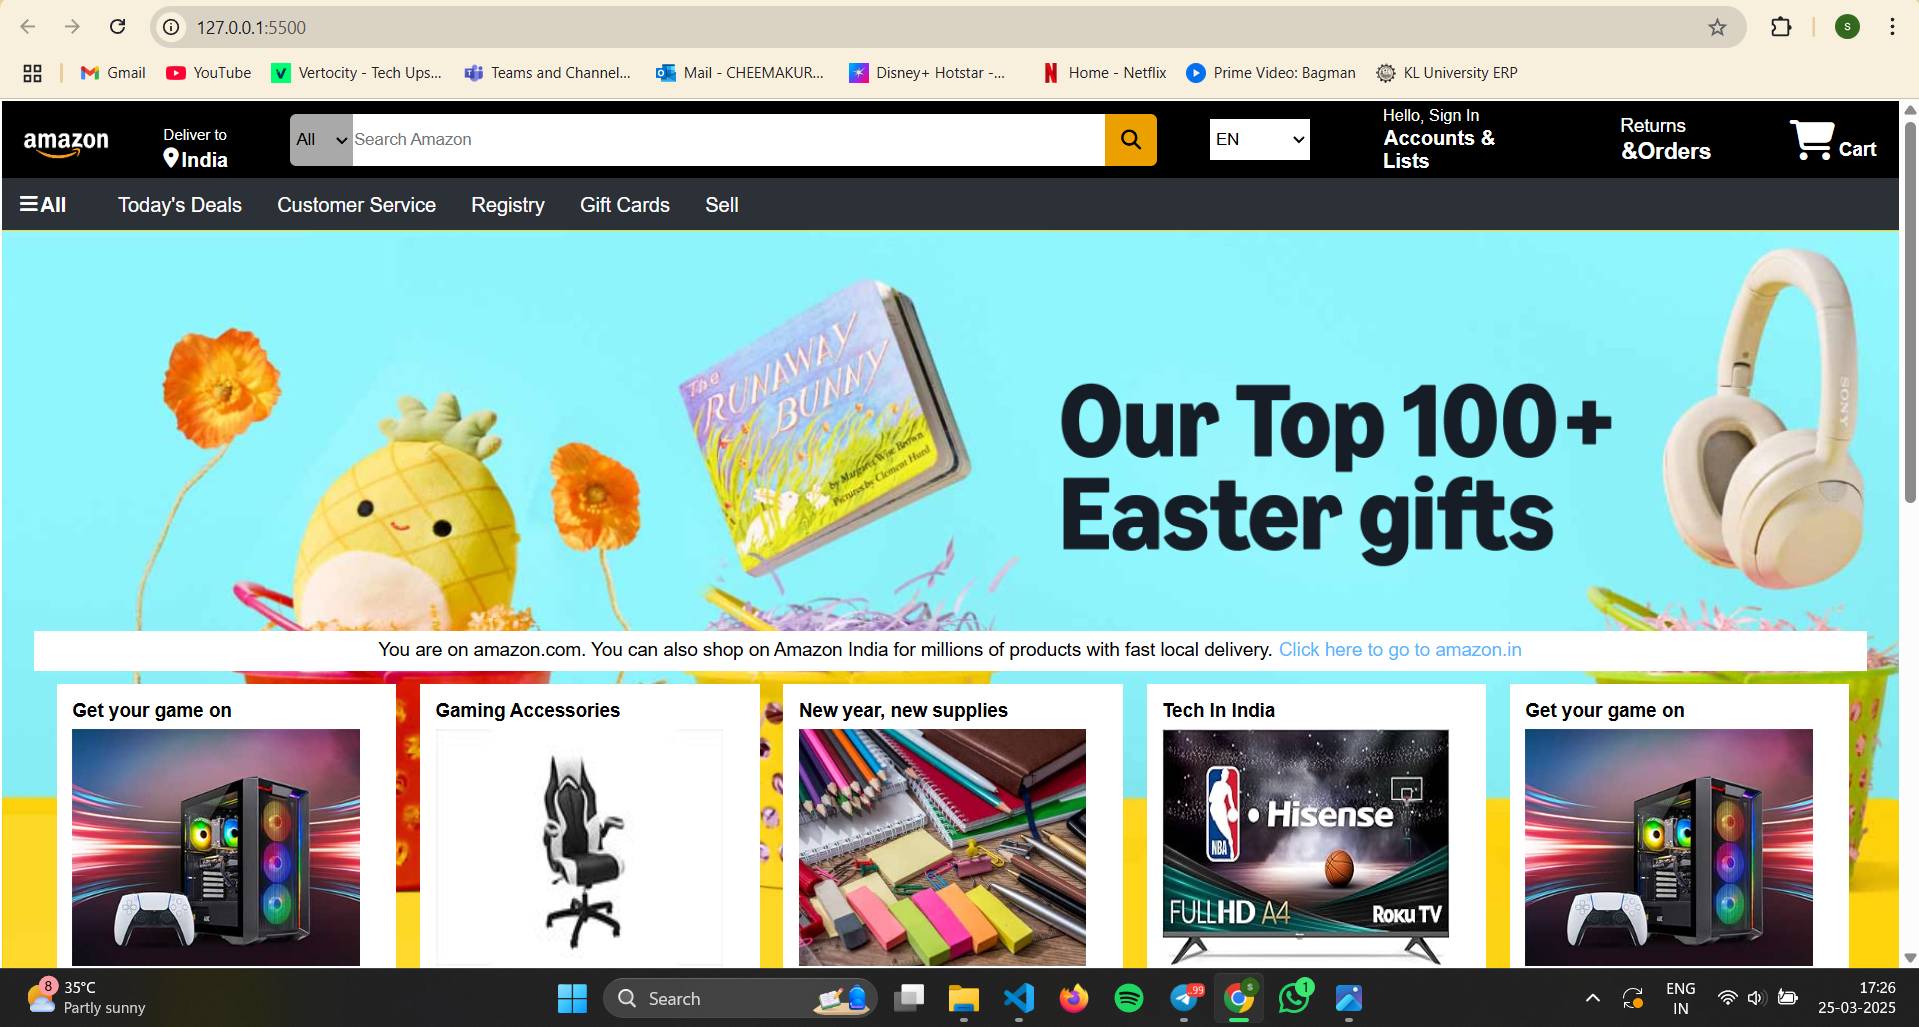 127.0.0.1:5500
S
Gmail
YouTube
Vertocity - Tech Ups...
Teams and Channel...
Mail - CHEEMAKUR...
Disney+ Hotstar -...
Home - Netflix
Prime Video: Bagman
KL University ERP
amazon
Deliver to
India
All
Search Amazon
EN
Hello, Sign In
Accounts &
Lists
Returns
&Orders
Cart
All
Today's Deals
Customer Service
Registry
Gift Cards
Sell
The
RUNAWAY
BUNNY
by Margaret Wise Brown
Pictures by Clement Hurd
Our Top 100+
Easter gifts
SONY
You are on amazon.com. You can also shop on Amazon India for millions of products with fast local delivery. Click here to go to amazon.in
Get your game on
Gaming Accessories
New year, new supplies
Tech In India
Get your game on
NBA
Hisense
FULL HD A4
Roku TV
8
35°C
Partly sunny
Search
..99
S
1
ENG
IN
17:26
25-03-2025